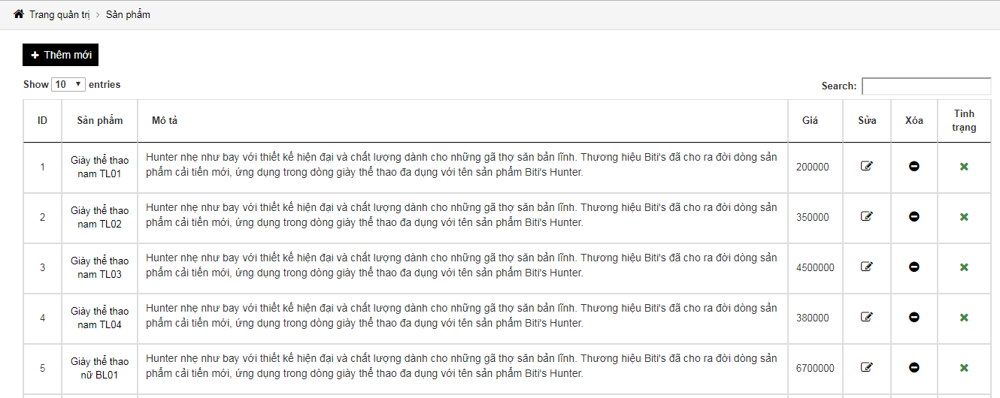 Trang quản trị > Sản phẩm
+ Thêm mới
Show 10 entries
Search:
ID Sản phẩm Mô tả Giá Sửa Xóa Tình
trạng
1
Giày thể thao
nam TL01
Hunter nhẹ như bay với thiết kế hiện đại và chất lượng dành cho những gã thợ săn bản lĩnh. Thương hiệu Biti's đã cho ra đời dòng sản
phẩm cải tiến mới, ứng dụng trong dòng giày thể thao đa dụng với tên sản phẩm Biti's Hunter.
200000
2
Giày thể thao
nam TL02
Hunter nhẹ như bay với thiết kế hiện đại và chất lượng dành cho những gã thợ săn bản lĩnh. Thương hiệu Biti's đã cho ra đời dòng sản
phẩm cải tiến mới, ứng dụng trong dòng giày thể thao đa dụng với tên sản phẩm Biti's Hunter.
350000
3
Giày thể thao
nam TL03
Hunter nhẹ như bay với thiết kế hiện đại và chất lượng dành cho những gã thợ săn bản lĩnh. Thương hiệu Biti's đã cho ra đời dòng sản
phẩm cải tiến mới, ứng dụng trong dòng giày thể thao đa dụng với tên sản phẩm Biti's Hunter.
4500000
4
Giày thể thao
nam TL04
Hunter nhẹ như bay với thiết kế hiện đại và chất lượng dành cho những gã thợ săn bản lĩnh. Thương hiệu Biti's đã cho ra đời dòng sản
phẩm cải tiến mới, ứng dụng trong dòng giày thể thao đa dụng với tên sản phẩm Biti's Hunter.
380000
5
Giày thể thao
nữ BL01
Hunter nhẹ như bay với thiết kế hiện đại và chất lượng dành cho những gã thợ săn bản lĩnh. Thương hiệu Biti's đã cho ra đời dòng sản
phẩm cải tiến mới, ứng dụng trong dòng giày thể thao đa dụng với tên sản phẩm Biti's Hunter.
6700000